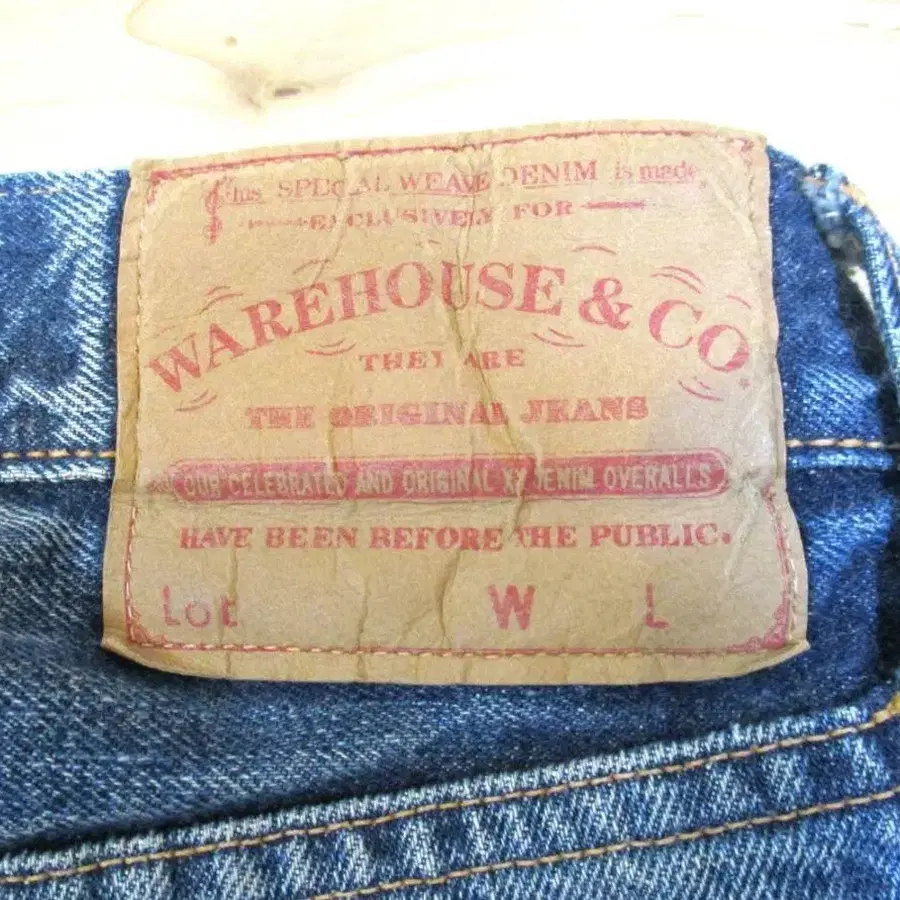 This SPECIAL WEAVE DENIM is made
EXCLUSIVELY FOR
WAREHOUSE & CO.
THEY ARE
THE ORIGINAL JEANS
OUR CELEBRATED AND ORIGINAL XX DENIM OVERALLS
HAVE BEEN BEFORE THE PUBLIC.
Lot W L